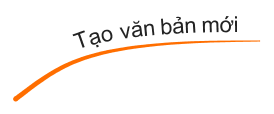 Tạo văn bản mới